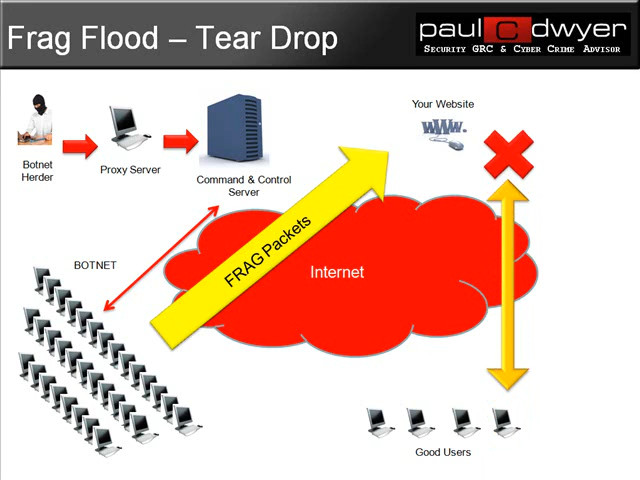 Frag Flood – Tear Drop
paul c dwyer
SECURITY GRC & CYBER CRIME ADVISOR
Your Website
WWW.
Botnet
Herder
Proxy Server
Command & Control
Server
FRAG Packets
BOTNET
Internet
Good Users